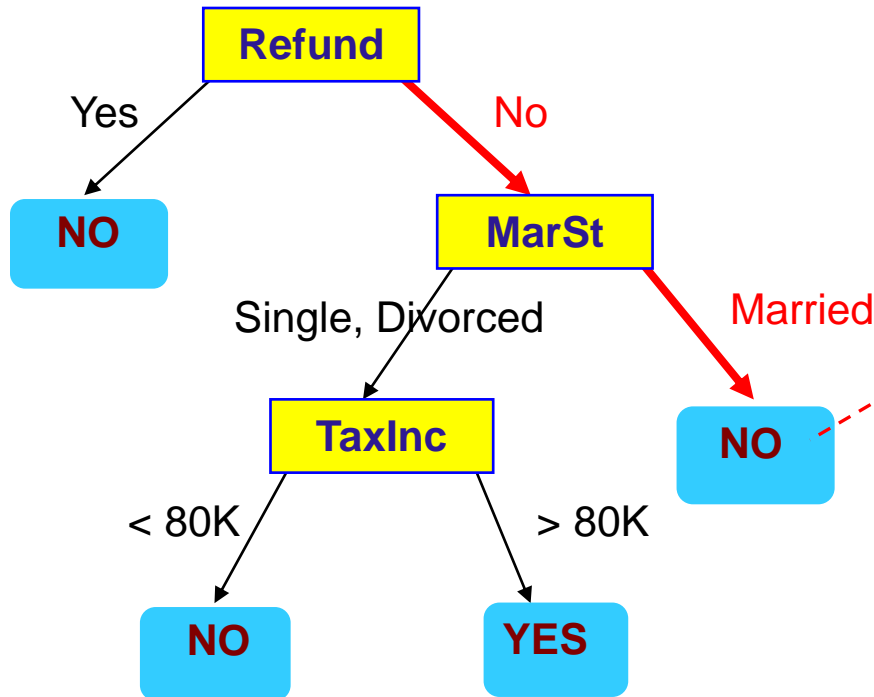 Refund
Yes
No
NO
MarSt
Single, Divorced
Married
TaxInc
NO
< 80K
> 80K
NO
YES